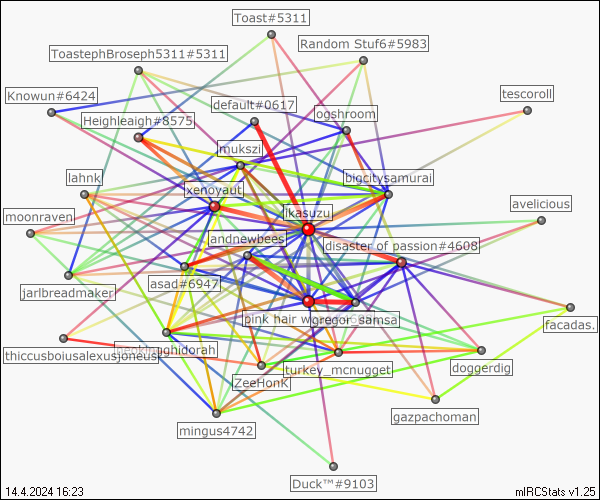 Toast#5311
ToastephBroseph5311#5311
Random Stuf6#5983
Knowun#6424
default#0617
tescoroll
Heighleaigh#8575
ogshroom
mukszi
lahnk
xenoyaut
bigcitysamurai
moonraven
ikasuzu
avelicious
andnewbees
disaster of passion#4608
jarlbreadmaker
asad#6947
pink hair w
gregor_samsa
facadas.
thiccusboiusalexusjoneus
ghidorah
turkey_mcnugget
doggerdig
ZeeHonK
gazpachoman
mingus4742
Duck™#9103
14.4.2024 16:23
mIRCStats v1.25